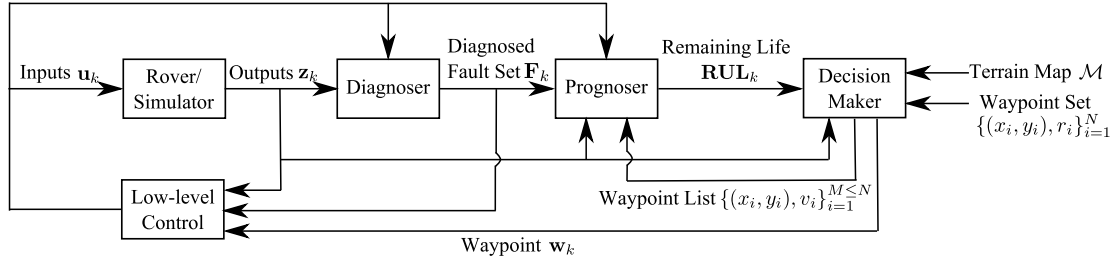 Inputs u_k
Rover/
Simulator
Outputs z_k
Diagnoser
Diagnosed
Fault Set F_k
Prognoser
Remaining Life
RUL_k
Decision
Maker
Terrain Map ℳ
Waypoint Set
{(x_i, y_i), r_i}_{i=1}^{N}
Low-level
Control
Waypoint List {(x_i, y_i), v_i}_{i=1}^{M≤N}
Waypoint w_k